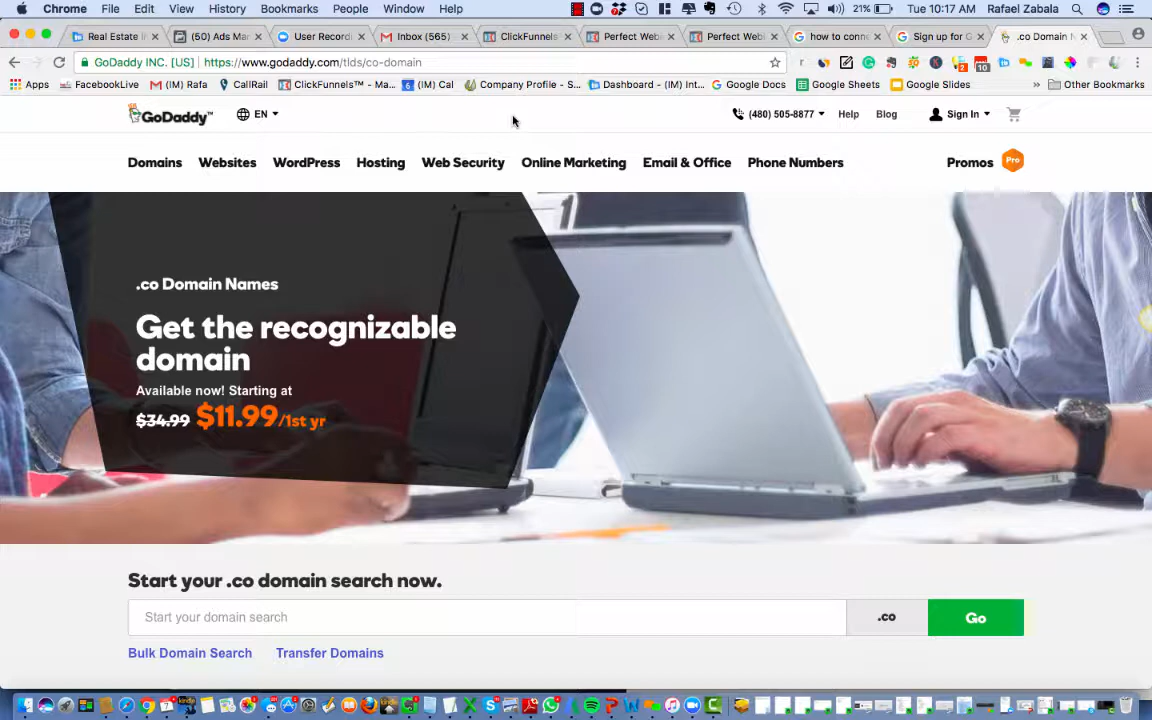 Chrome File Edit View History Bookmarks People Window Help 21% Tue 10:17 AM Rafael Zabala
Real Estate I (50) Ads Mar User Record Inbox (565) ClickFunnels Perfect Web Perfect Web how to conn Sign up for G .co Domain N
GoDaddy INC. [US] https://www.godaddy.com/tlds/co-domain
Apps FacebookLive (IM) Rafa CallRail ClickFunnels™ – Ma... (IM) Cal Company Profile - S... Dashboard - (IM) Int... Google Docs Google Sheets Google Slides Other Bookmarks
GoDaddy™ EN (480) 505-8877 Help Blog Sign In
Domains Websites WordPress Hosting Web Security Online Marketing Email & Office Phone Numbers Promos Pro
.co Domain Names
Get the recognizable
domain
Available now! Starting at
$34.99 $11.99/1st yr
Start your .co domain search now.
Start your domain search .co Go
Bulk Domain Search Transfer Domains